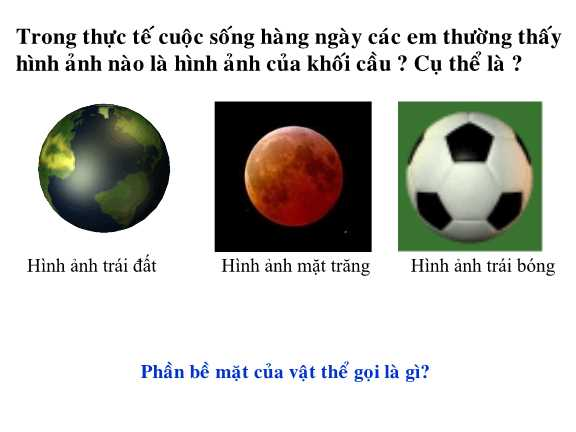 Trong thực tế cuộc sống hàng ngày các em thường thấy
hình ảnh nào là hình ảnh của khối cầu ? Cụ thể là ?
Hình ảnh trái đất
Hình ảnh mặt trăng
Hình ảnh trái bóng
Phần bề mặt của vật thể gọi là gì?